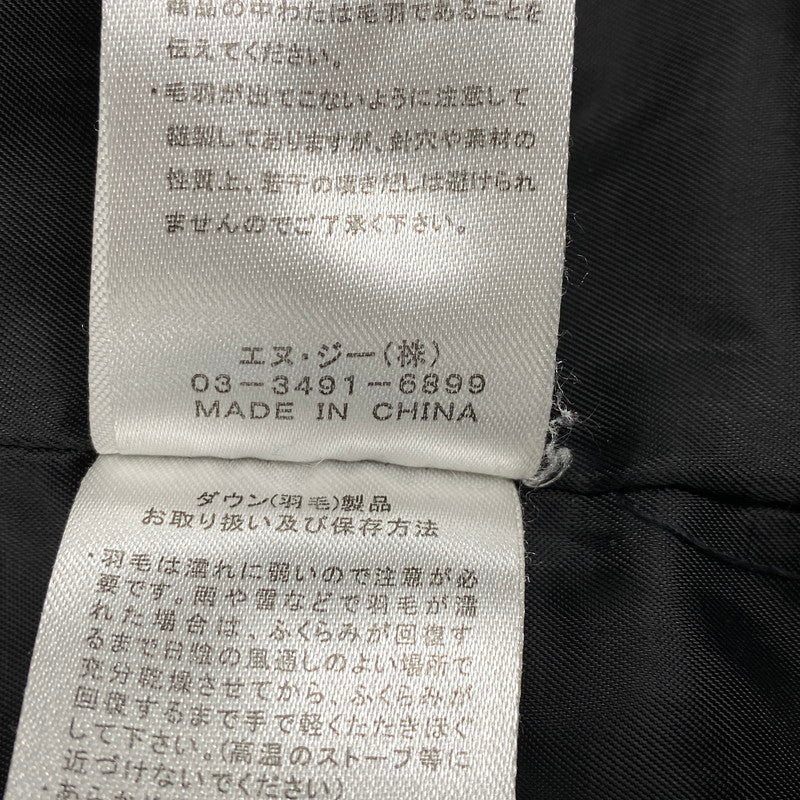 商品の中わたは毛羽であることを
伝えてください。
・毛羽が出てこないように注意して
縫製しておりますが、針穴や素材の
性質上、若干の噴きだしは避けられ
ませんのでご了承く下さい。
エヌ・ジー(株)
03-3491-6899
MADE IN CHINA
ダウン(羽毛)製品
お取り扱い及び保存方法
・羽毛は濡れに弱いので注意が必
要です。雨や雪などで羽毛が濡
れた場合は、ふくらみが回復す
るまで日陰の風通しのよい場所で
充分乾燥させてから、ふくらみが
回復するまで手で軽くたたきほぐ
して下さい。(高温のストーブ等に
近づけないでください)
・あらかじめ